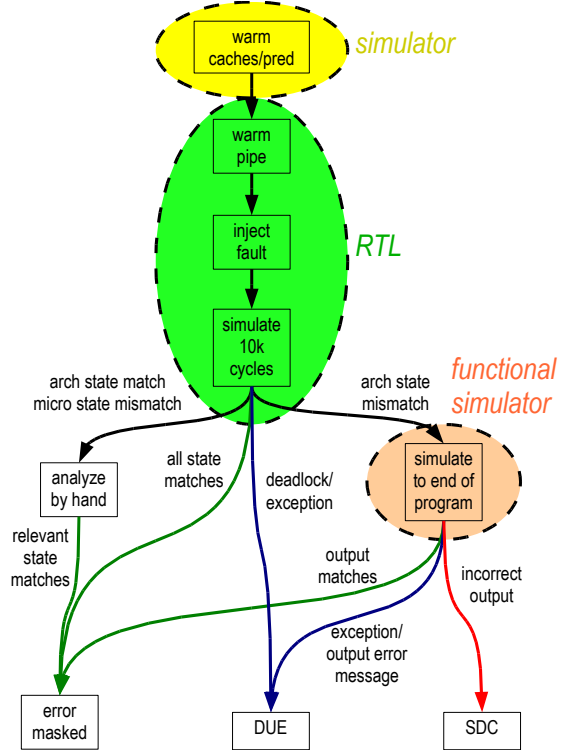 warm
caches/pred
simulator
warm
pipe
inject
fault
RTL
simulate
10k
cycles
arch state match
micro state mismatch
arch state
mismatch
functional
simulator
analyze
by hand
all state
matches
deadlock/
exception
simulate
to end of
program
relevant
state
matches
output
matches
incorrect
output
exception/
output error
message
error
masked
DUE
SDC